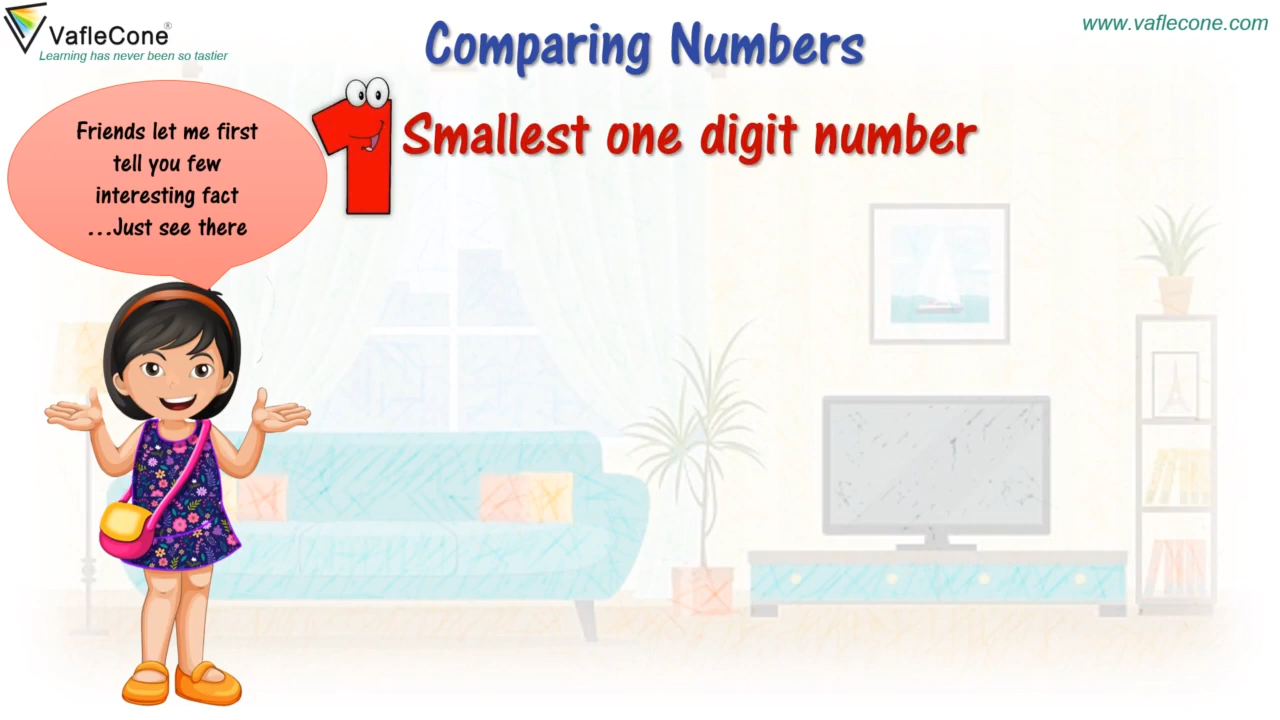 VafleCone®
Learning has never been so tastier
www.vaflecone.com
Comparing Numbers
1 Smallest one digit number
Friends let me first
tell you few
interesting fact
...Just see there